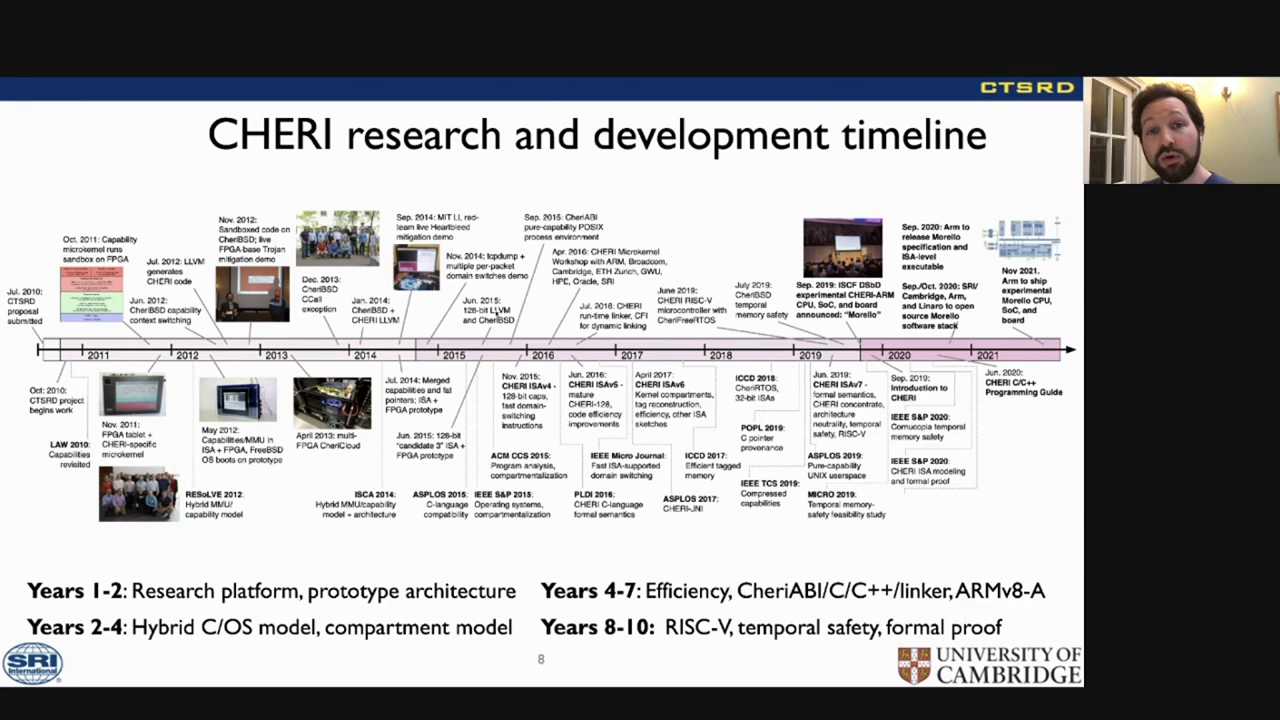 CTSRD
CHERI research and development timeline
Jul. 2010:
CTSRD
proposal
submitted
Oct. 2011: Capability
microkernel runs
sandbox on FPGA
Jul. 2012: LLVM
generates
CHERI code
Jun. 2012:
CheriBSD capability
context switching
Nov. 2012:
Sandboxed code on
CheriBSD; live
FPGA-base Trojan
mitigation demo
Dec. 2013:
CheriBSD
CCall
exception
Jan. 2014:
CheriBSD +
CHERI LLVM
Sep. 2014: MIT LL red-
team live Heartbleed
mitigation demo
Nov. 2014: tcpdump +
multiple per-packet
domain switches demo
Jun. 2015:
128-bit LLVM
and CheriBSD
Sep. 2015: CheriABI
pure-capability POSIX
process environment
Apr. 2016: CHERI Microkernel
Workshop with ARM, Broadcom,
Cambridge, ETH Zurich, GWU,
HPE, Oracle, SRI
Jul. 2016: CHERI
run-time linker, CFI
for dynamic linking
June 2019:
CHERI RISC-V
microcontroller with
CheriFreeRTOS
July 2019:
CheriBSD
temporal
memory safety
Sep. 2019: ISCF DSbD
experimental CHERI-ARM
CPU, SoC, and board
announced: "Morello"
Sep. 2020: Arm to
release Morello
specification and
ISA-level
executable
Sep./Oct. 2020: SRI/
Cambridge, Arm,
and Linaro to open
source Morello
software stack
Nov 2021.
Arm to ship
experimental
Morello CPU,
SoC, and
board
2011
2012
2013
2014
2015
2016
2017
2018
2019
2020
2021
Oct: 2010:
CTSRD project
begins work
LAW 2010:
Capabilities
revisited
Nov. 2011:
FPGA tablet +
CHERI-specific
microkernel
May 2012:
Capabilities/MMU in
ISA + FPGA, FreeBSD
OS boots on prototype
RESoLVE 2012:
Hybrid MMU/
capability model
April 2013: multi-
FPGA CheriCloud
ISCA 2014:
Hybrid MMU/capability
model + architecture
Jul. 2014: Merged
capabilities and fat
pointers; ISA +
FPGA prototype
Jun. 2015: 128-bit
"candidate 3" ISA +
FPGA prototype
ASPLOS 2015:
C-language
compatibility
Nov. 2015:
CHERI ISAv4 -
128-bit caps,
fast domain-
switching
instructions
ACM CCS 2015:
Program analysis,
compartmentalization
IEEE S&P 2015:
Operating systems,
compartmentalization
Jun. 2016:
CHERI ISAv5 -
mature
CHERI-128,
code efficiency
improvements
IEEE Micro Journal:
Fast ISA-supported
domain switching
PLDI 2016:
CHERI C-language
formal semantics
April 2017:
CHERI ISAv6
Kernel compartments,
tag reconstruction,
efficiency, other ISA
sketches
ICCD 2017:
Efficient tagged
memory
ASPLOS 2017:
CHERI-JNI
ICCD 2018:
CheriRTOS,
32-bit ISAs
POPL 2019:
C pointer
provenance
IEEE TCS 2019:
Compressed
capabilities
Jun. 2019:
CHERI ISAv7 -
formal semantics,
CHERI concentrate,
architecture
neutrality, temporal
safety, RISC-V
ASPLOS 2019:
Pure-capability
UNIX userspace
MICRO 2019:
Temporal memory-
safety feasibility study
Sep. 2019:
Introduction to
CHERI
IEEE S&P 2020:
Cornucopia temporal
memory safety
IEEE S&P 2020:
CHERI ISA modeling
and formal proof
Jun. 2020:
CHERI C/C++
Programming Guide
Years 1-2: Research platform, prototype architecture
Years 2-4: Hybrid C/OS model, compartment model
Years 4-7: Efficiency, CheriABI/C/C++/linker, ARMv8-A
Years 8-10: RISC-V, temporal safety, formal proof
SRI
International
8
UNIVERSITY OF
CAMBRIDGE